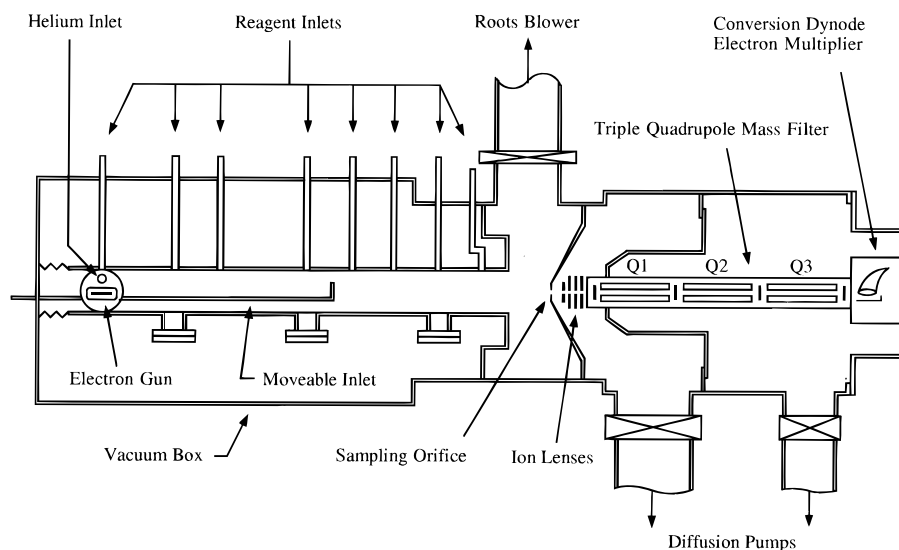 Helium Inlet
Reagent Inlets
Roots Blower
Conversion Dynode
Electron Multiplier
Triple Quadrupole Mass Filter
Q1
Q2
Q3
Electron Gun
Moveable Inlet
Vacuum Box
Sampling Orifice
Ion Lenses
Diffusion Pumps